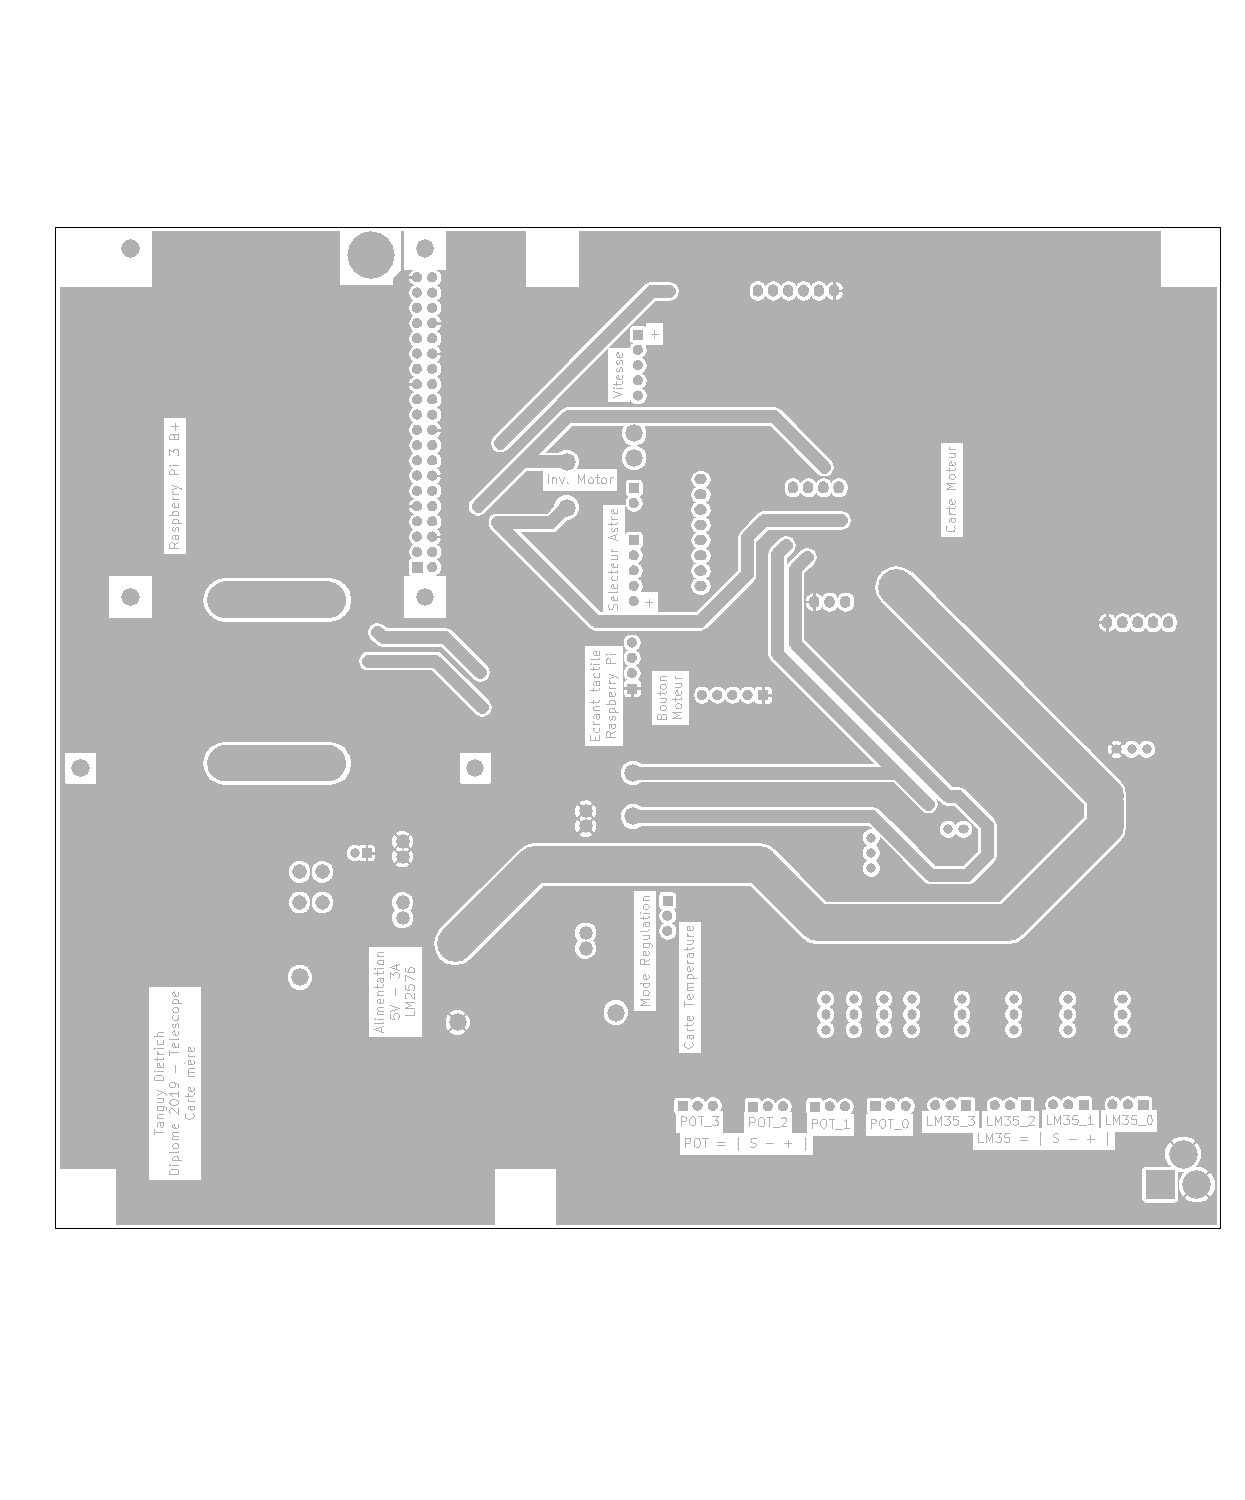 Raspberry Pi 3 B+
+
Vitesse
Inv. Motor
Selecteur Astre
+
Carte Moteur
Ecrant tactile
Raspberry Pi
Bouton
Moteur
Alimentation
5V - 3A
LM2576
Mode Regulation
Carte Temperature
Tanguy Dietrich
Diplome 2019 - Telescope
Carte mère
POT_3
POT_2
POT_1
POT_0
LM35_3
LM35_2
LM35_1
LM35_0
POT = | S - + |
LM35 = | S - + |